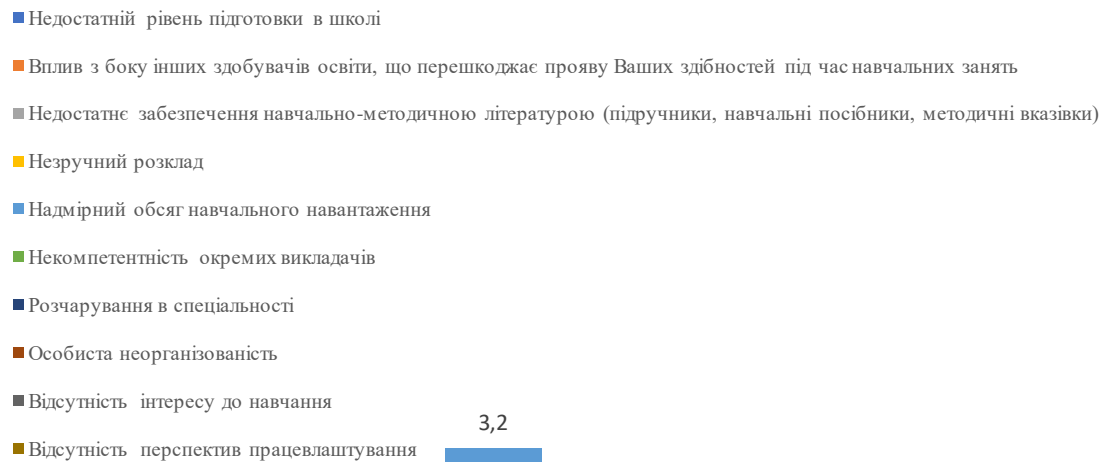 Недостатній рівень підготовки в школі
Вплив з боку інших здобувачів освіти, що перешкоджає прояву Ваших здібностей під час навчальних занять
Недостатнє забезпечення навчально-методичною літературою (підручники, навчальні посібники, методичні вказівки)
Незручний розклад
Надмірний обсяг навчального навантаження
Некомпетентність окремих викладачів
Розчарування в спеціальності
Особиста неорганізованість
Відсутність інтересу до навчання
3,2
Відсутність перспектив працевлаштування